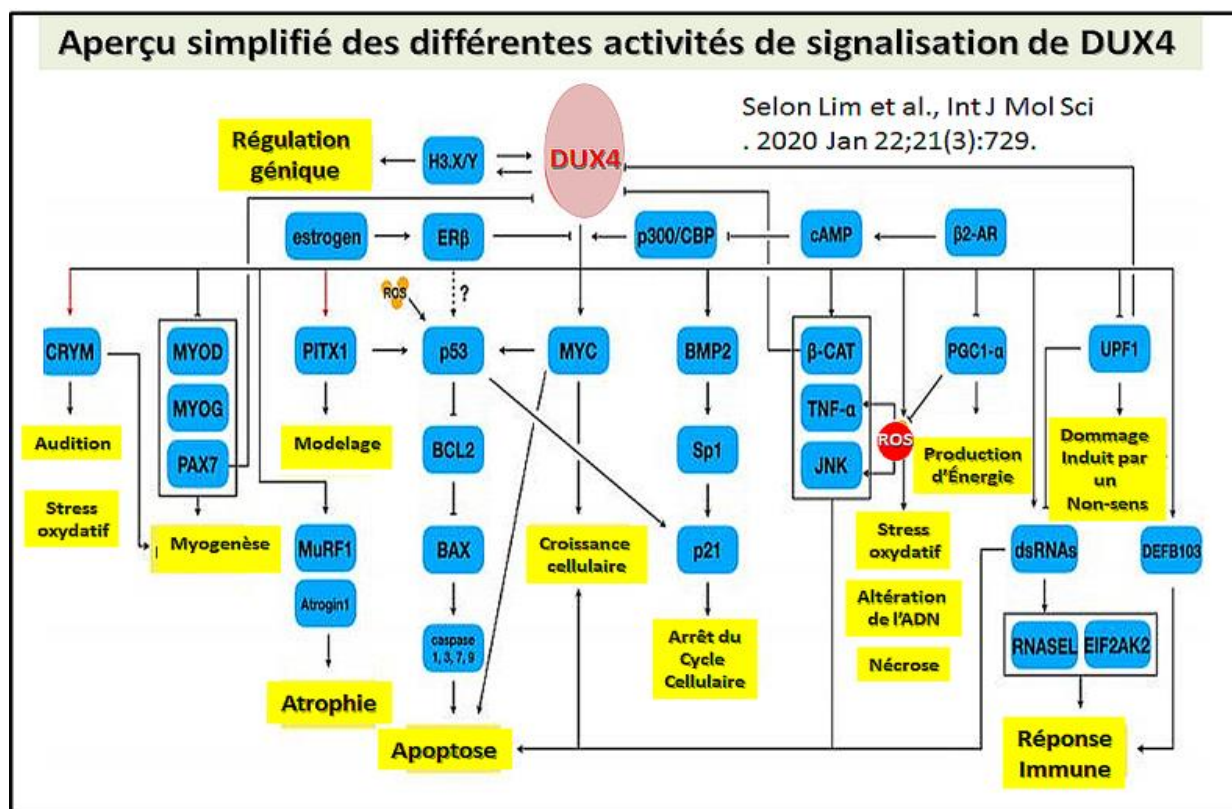 Aperçu simplifié des différentes activités de signalisation de DUX4
Selon Lim et al., Int J Mol Sci
. 2020 Jan 22;21(3):729.
Régulation
génique
H3.X/Y
DUX4
estrogen
ERβ
p300/CBP
cAMP
β2-AR
ROS
?
CRYM
MYOD
MYOG
PAX7
PITX1
p53
MYC
BMP2
β-CAT
TNF-α
JNK
ROS
PGC1-α
UPF1
Audition
Stress
oxydatif
Myogenèse
Modelage
MuRF1
Atrogin1
Atrophie
BCL2
BAX
caspase
1, 3, 7, 9
Apoptose
Croissance
cellulaire
Sp1
p21
Arrêt du
Cycle
Cellulaire
Stress
oxydatif
Altération
de l'ADN
Nécrose
Production
d'Énergie
Dommage
Induit par
un
Non-sens
dsRNAs
DEFB103
RNASEL
EIF2AK2
Réponse
Immune